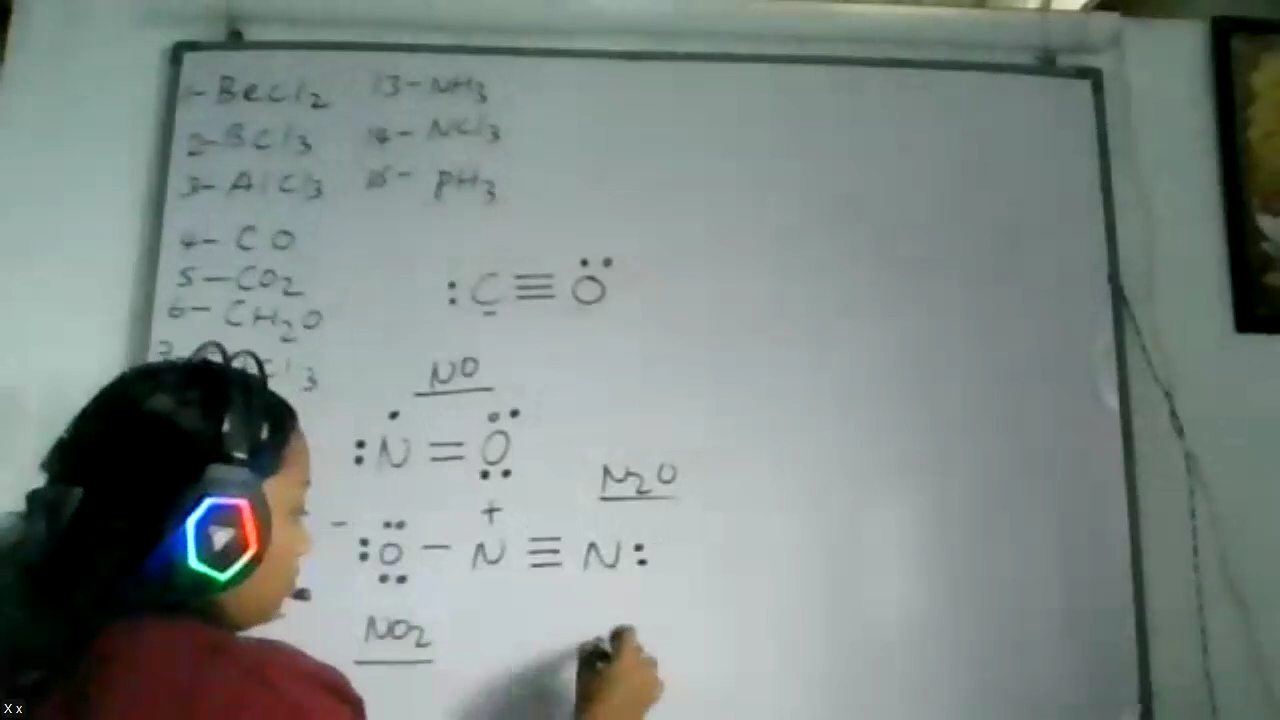 1- BeCl2
2- BCl3
3- AlCl3
4- CO
5- CO2
6- CH2O
13- NH3
14- NCl3
15- PH3
:C≡Ö
NO
:N=O
N2O
- :O - N+ ≡ N:
NO2
Xx